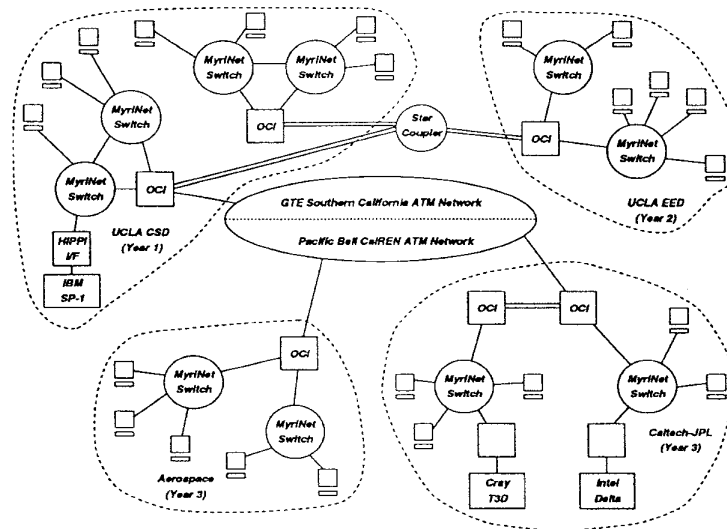 MyriNet
Switch
MyriNet
Switch
MyriNet
Switch
MyriNet
Switch
Star
Coupler
OCI
OCI
MyriNet
Switch
MyriNet
Switch
OCI
UCLA CSD
(Year 1)
UCLA EED
(Year 2)
GTE Southern California ATM Network
Pacific Bell CalREN ATM Network
HIPPI
I/F
IBM
SP-1
OCI
OCI
OCI
MyriNet
Switch
MyriNet
Switch
MyriNet
Switch
MyriNet
Switch
Aerospace
(Year 3)
Caltech-JPL
(Year 3)
Cray
T3D
Intel
Delta